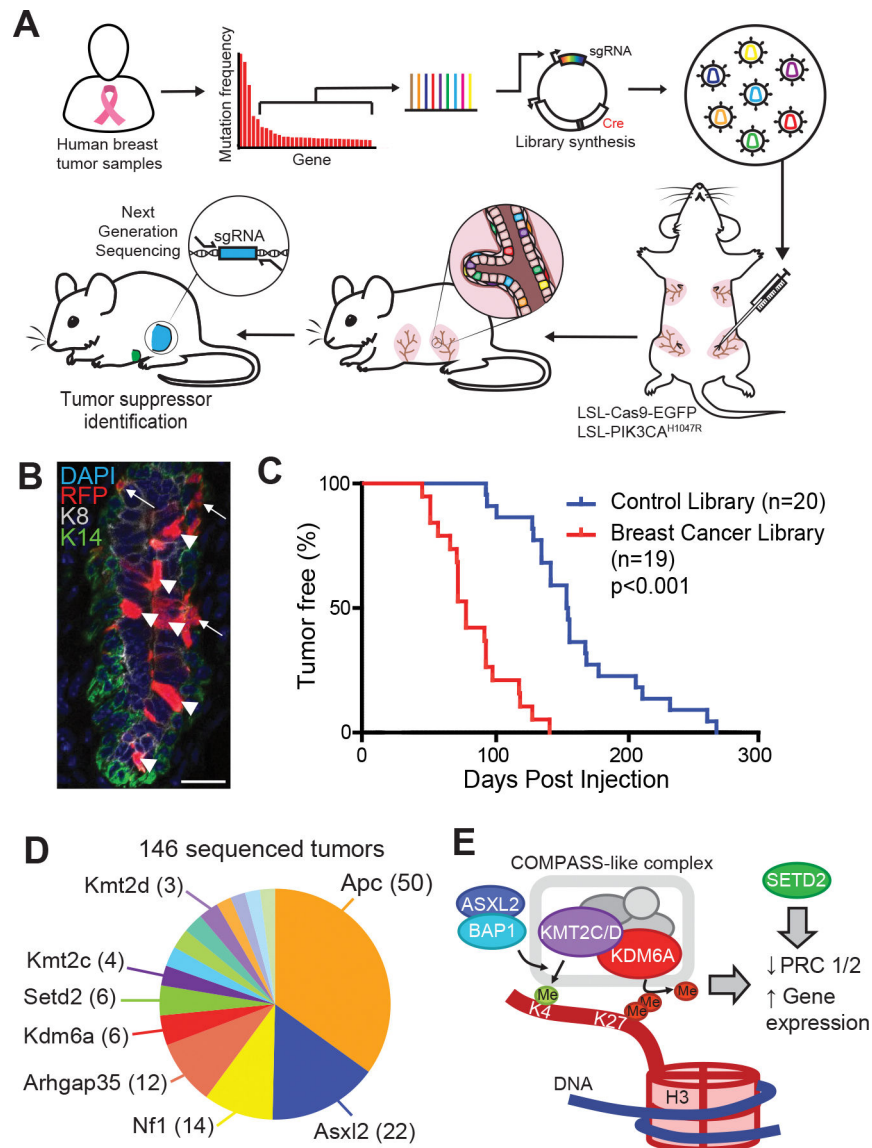 A
Human breast
tumor samples
Mutation frequency
Gene
sgRNA
Cre
Library synthesis
Next
Generation
Sequencing
sgRNA
Tumor suppressor
identification
LSL-Cas9-EGFP
LSL-PIK3CAH1047R
B
DAPI
RFP
K8
K14
C
100
50
0
Tumor free (%)
0 100 200 300
Days Post Injection
Control Library (n=20)
Breast Cancer Library
(n=19)
p<0.001
D
146 sequenced tumors
Kmt2d (3)
Apc (50)
Kmt2c (4)
Setd2 (6)
Kdm6a (6)
Arhgap35 (12)
Nf1 (14)
Asxl2 (22)
E
COMPASS-like complex
ASXL2
BAP1
KMT2C/D
KDM6A
SETD2
Me
Me
Me
Me
K4
K27
↓PRC 1/2
↑ Gene
expression
DNA
H3